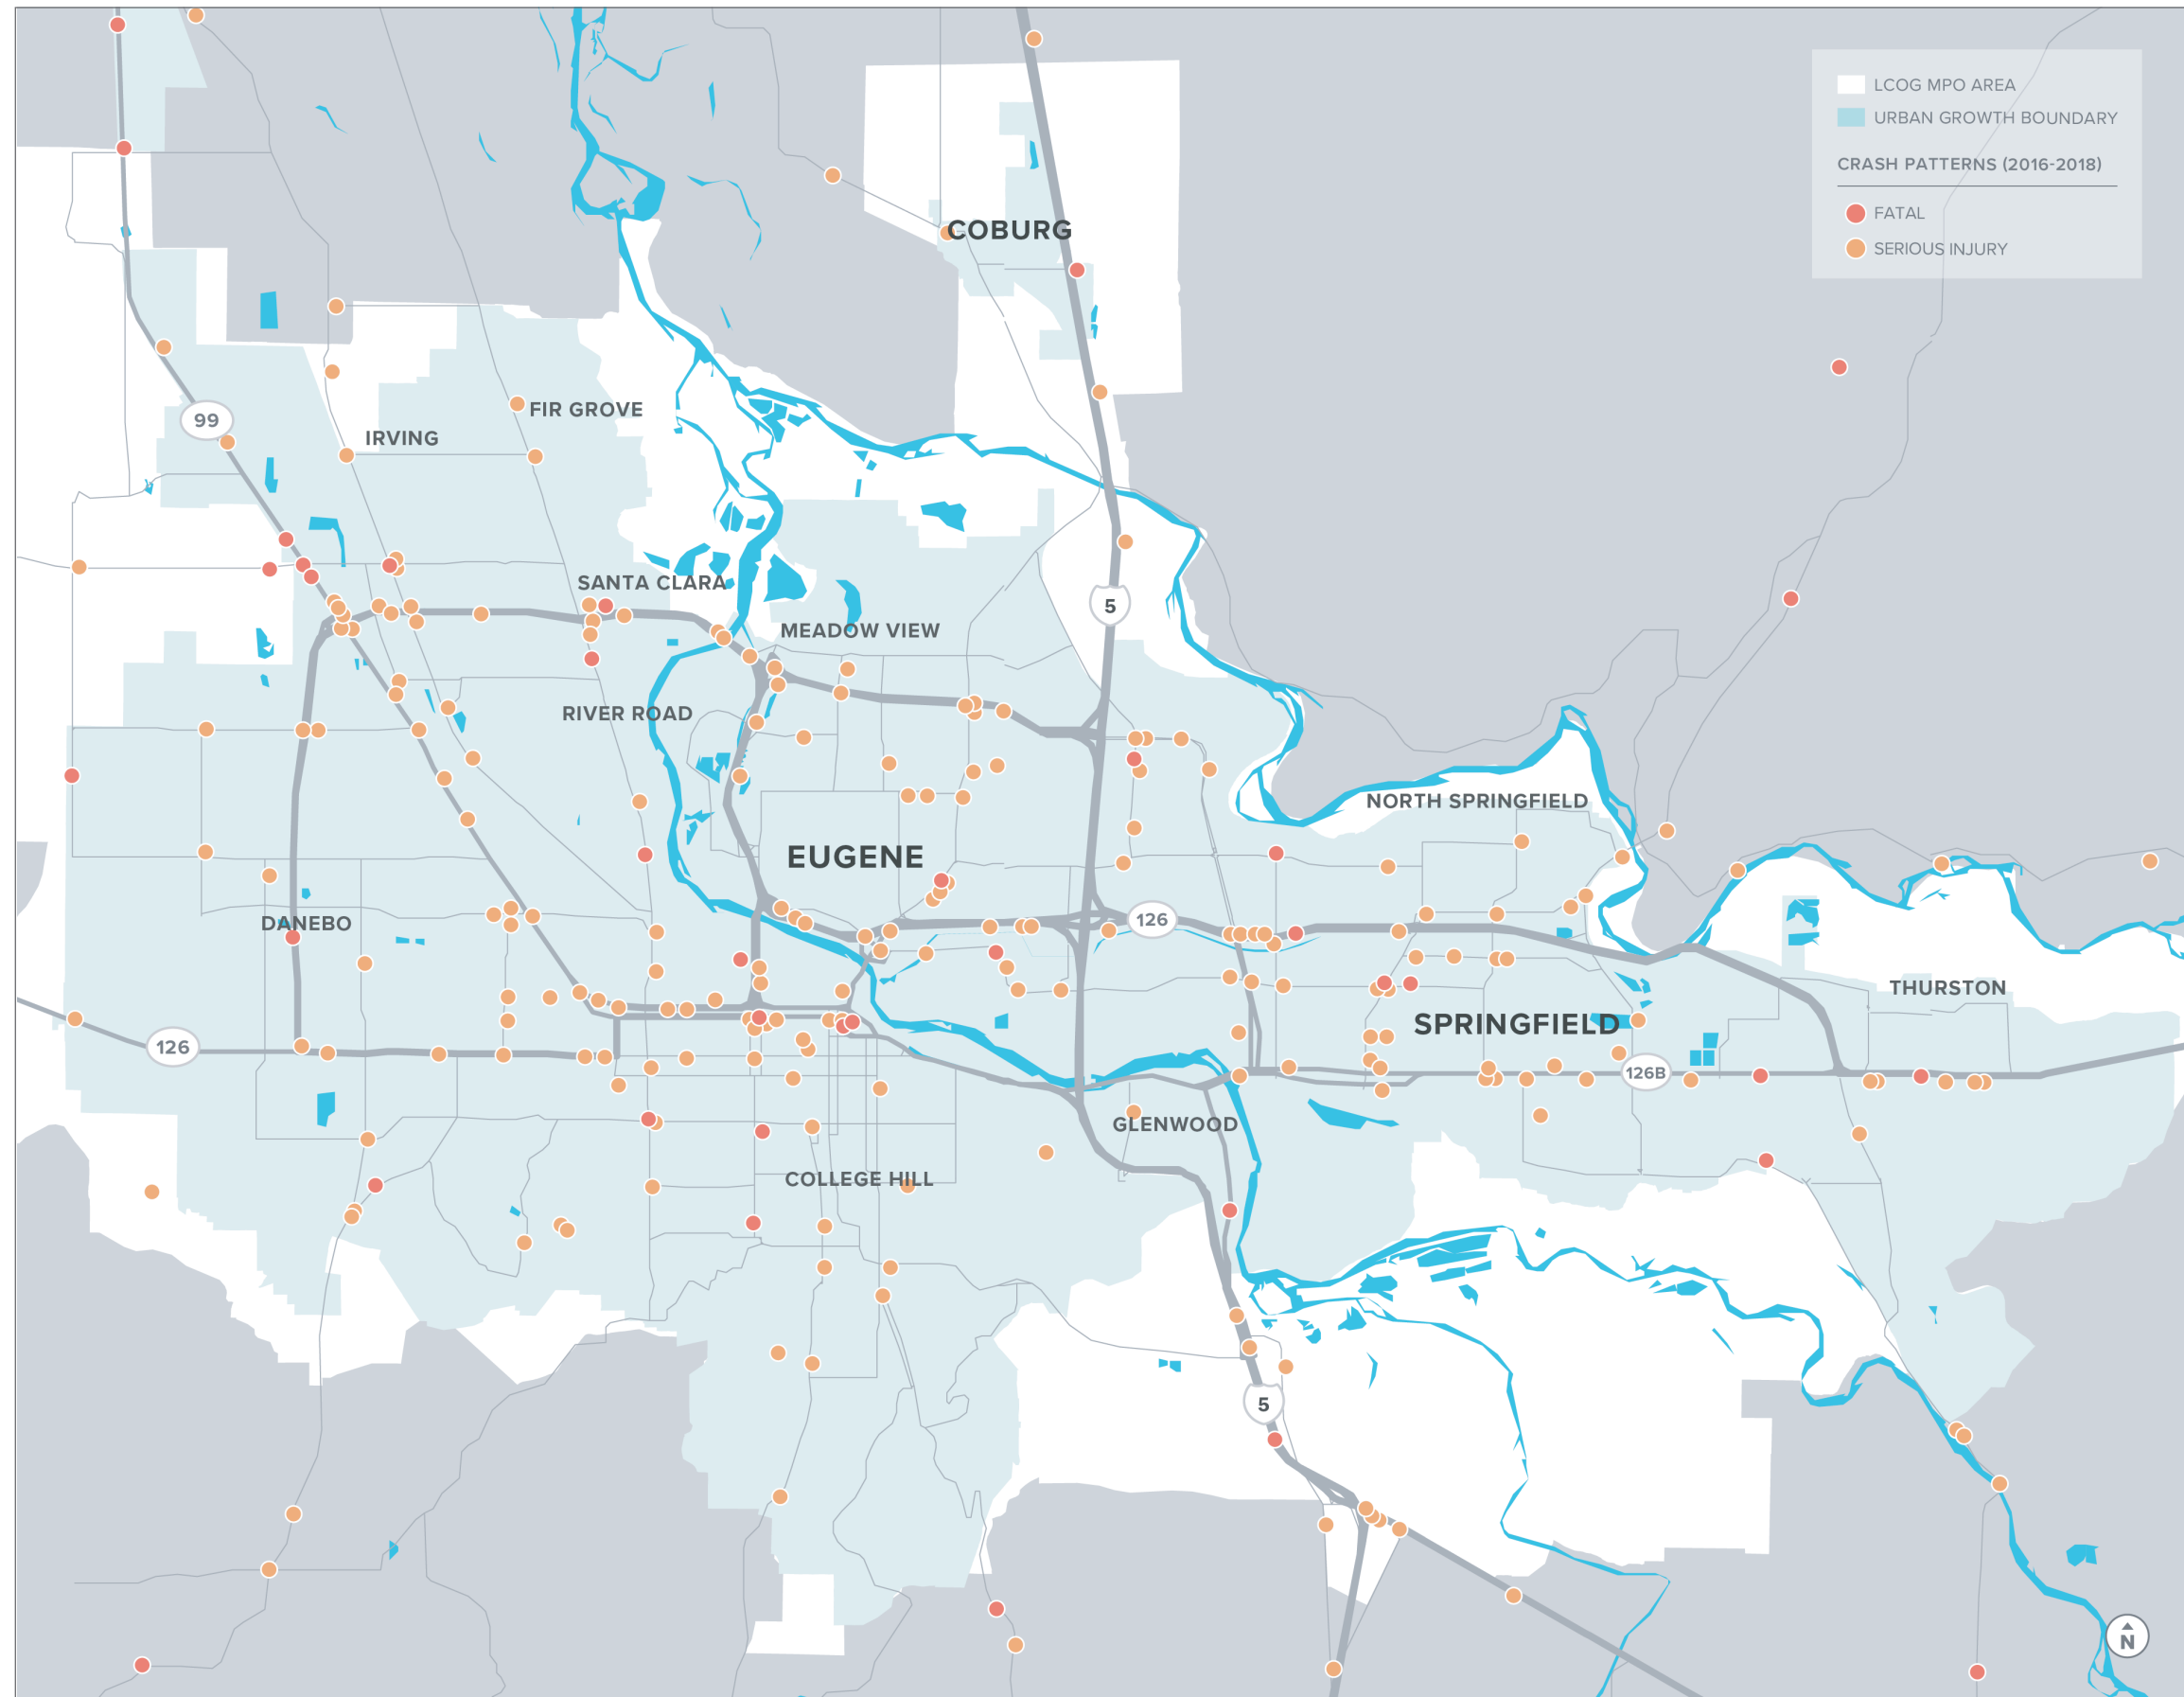 LCOG MPO AREA
URBAN GROWTH BOUNDARY
CRASH PATTERNS (2016-2018)
FATAL
SERIOUS INJURY
COBURG
99
FIR GROVE
IRVING
SANTA CLARA
5
MEADOW VIEW
RIVER ROAD
NORTH SPRINGFIELD
EUGENE
DANEBO
126
THURSTON
SPRINGFIELD
126
126B
GLENWOOD
COLLEGE HILL
5
N